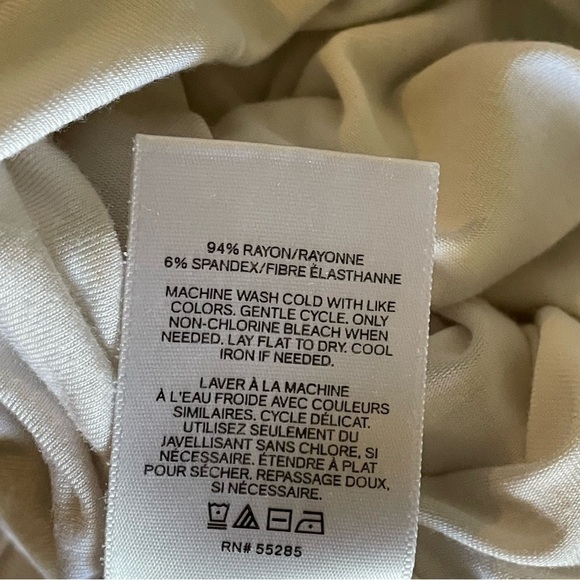 94% RAYON/RAYONNE
6% SPANDEX/FIBRE ÉLASTHANNE
MACHINE WASH COLD WITH LIKE
COLORS. GENTLE CYCLE. ONLY
NON-CHLORINE BLEACH WHEN
NEEDED. LAY FLAT TO DRY. COOL
IRON IF NEEDED.
LAVER À LA MACHINE
À L'EAU FROIDE AVEC COULEURS
SIMILAIRES. CYCLE DÉLICAT.
UTILISEZ SEULEMENT DU
JAVELLISANT SANS CHLORE, SI
NÉCESSAIRE. ÉTENDRE À PLAT
POUR SÉCHER. REPASSAGE DOUX,
SI NÉCESSAIRE.
RN# 55285